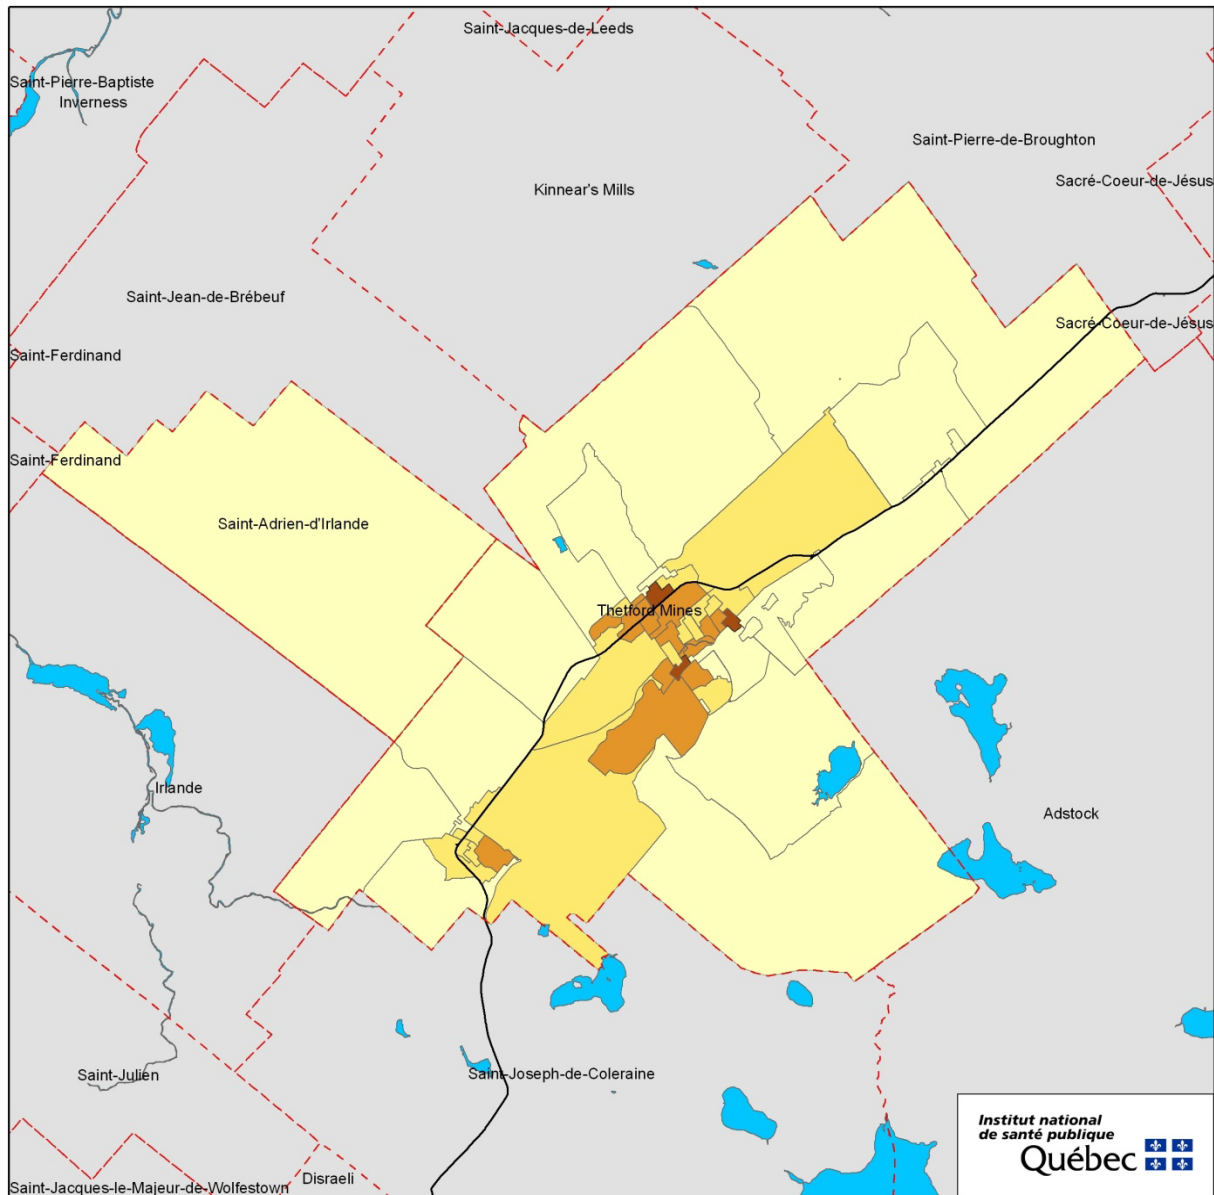 Saint-Jacques-de-Leeds
Saint-Pierre-Baptiste
Inverness
Saint-Pierre-de-Broughton
Sacré-Coeur-de-Jésus
Kinnear's Mills
Saint-Jean-de-Brébeuf
Sacré-Coeur-de-Jésus
Saint-Ferdinand
Saint-Ferdinand
Saint-Adrien-d'Irlande
Thetford Mines
Irlande
Adstock
Saint-Julien
Saint-Joseph-de-Coleraine
Institut national
de santé publique
Québec
Disraeli
Saint-Jacques-le-Majeur-de-Wolfestown